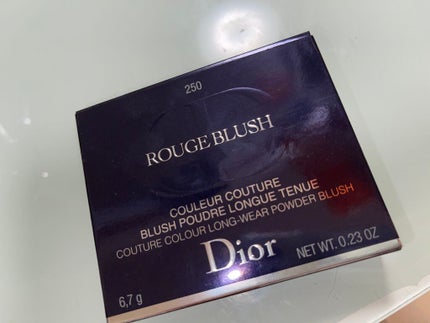 250
ROUGE BLUSH
COULEUR COUTURE
BLUSH POUDRE LONGUE TENUE
COUTURE COLOUR LONG-WEAR POWDER BLUSH
Dior
6,7 g
NET WT. 0.23 OZ